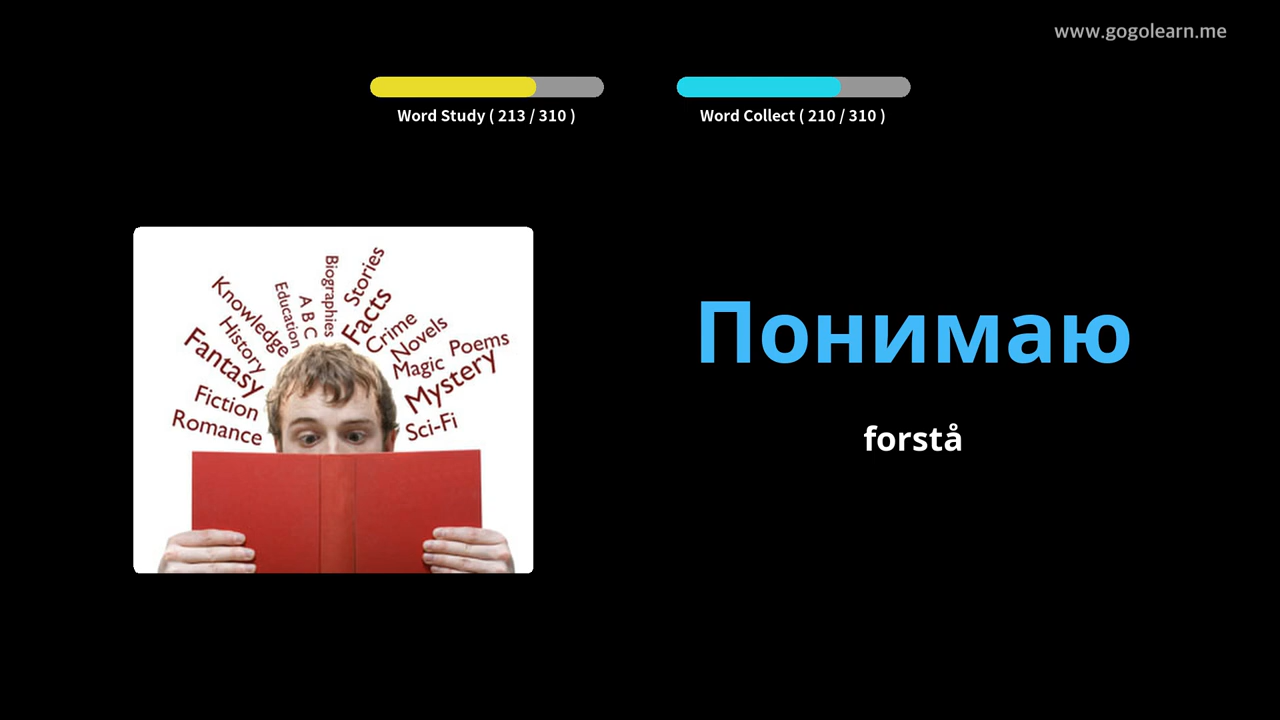 www.gogolearn.me
Word Study ( 213 / 310 )
Word Collect ( 210 / 310 )
Biographies
Stories
Education
A B C
Facts
Knowledge
History
Crime
Novels
Poems
Fantasy
Magic
Mystery
Fiction
Romance
Sci-Fi
Понимаю
forstå